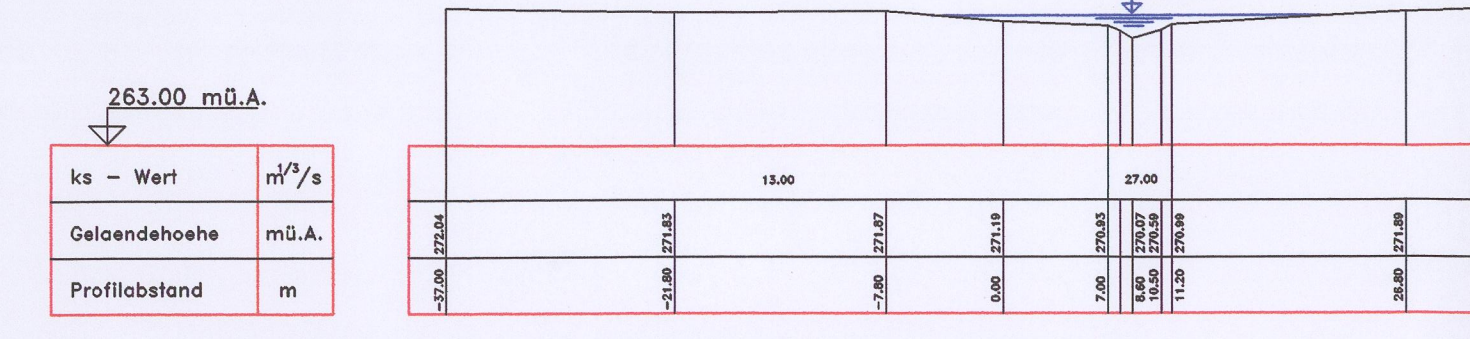 263.00 mü.A.
ks - Wert m1/3/s
13.00 27.00
Gelaendehoehe mü.A.
272.04 271.83 271.87 271.19 270.93 270.07 270.59 270.99 271.89
Profilabstand m
-37.00 -21.80 -7.80 0.00 7.00 8.60 10.50 11.20 26.80